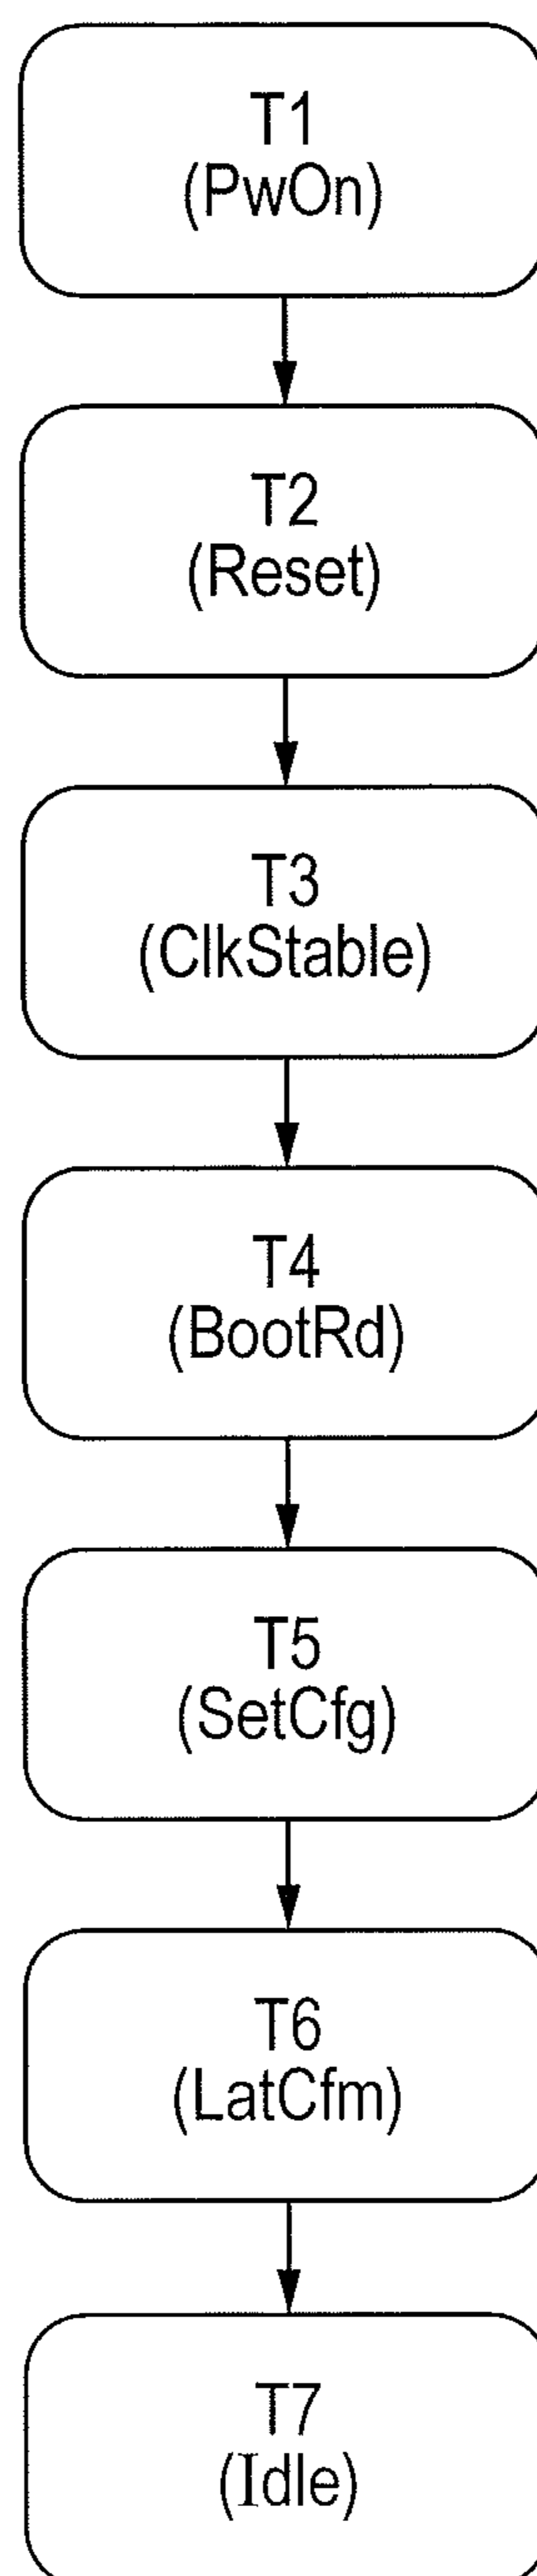 T1
(PwOn)
T2
(Reset)
T3
(ClkStable)
T4
(BootRd)
T5
(SetCfg)
T6
(LatCfm)
T7
(Idle)